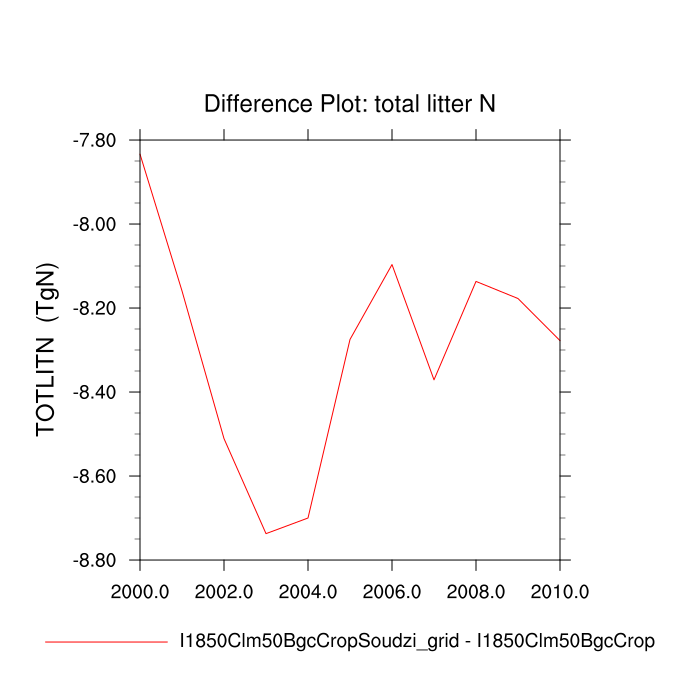 Difference Plot: total litter N
TOTLITN (TgN)
-7.80
-8.00
-8.20
-8.40
-8.60
-8.80
2000.0 2002.0 2004.0 2006.0 2008.0 2010.0
I1850Clm50BgcCropSoudzi_grid - I1850Clm50BgcCrop